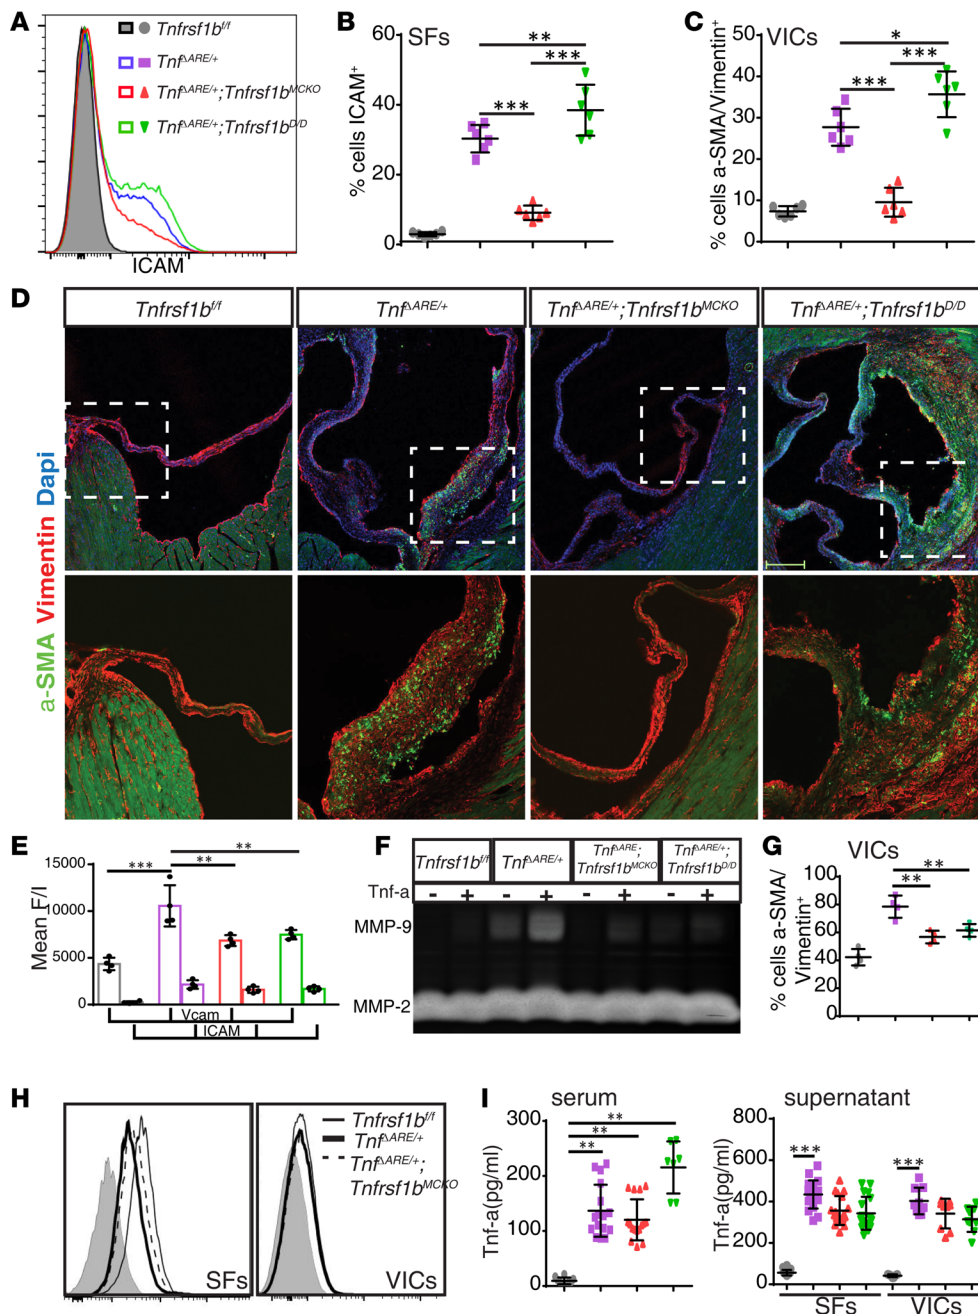 A
Tnfrsf1b^f/f
Tnf^ΔARE/+
Tnf^ΔARE/+;Tnfrsf1b^MCKO
Tnf^ΔARE/+;Tnfrsf1b^D/D
ICAM
B
SFs
**
***
***
% cells ICAM⁺
60
40
20
0
C
VICs
*
***
***
% cells a-SMA/Vimentin⁺
40
30
20
10
0
D
Tnfrsf1b^f/f
Tnf^ΔARE/+
Tnf^ΔARE/+;Tnfrsf1b^MCKO
Tnf^ΔARE/+;Tnfrsf1b^D/D
a-SMA Vimentin Dapi
E
**
***
**
Mean F/I
15000
10000
5000
0
Vcam
ICAM
F
Tnfrsf1b^f/f
Tnf^ΔARE/+
Tnf^ΔARE; Tnfrsf1b^MCKO
Tnf^ΔARE/+; Tnfrsf1b^D/D
Tnf-a
- + - + - + - +
MMP-9
MMP-2
G
VICs
**
**
% cells a-SMA/
Vimentin⁺
100
80
60
40
20
0
H
Tnfrsf1b^f/f
Tnf^ΔARE/+
Tnf^ΔARE/+;
Tnfrsf1b^MCKO
SFs
VICs
I
serum
**
**
**
Tnf-a(pg/ml)
300
200
100
0
supernatant
***
***
Tnf-a(pg/ml)
600
400
200
0
SFs
VICs